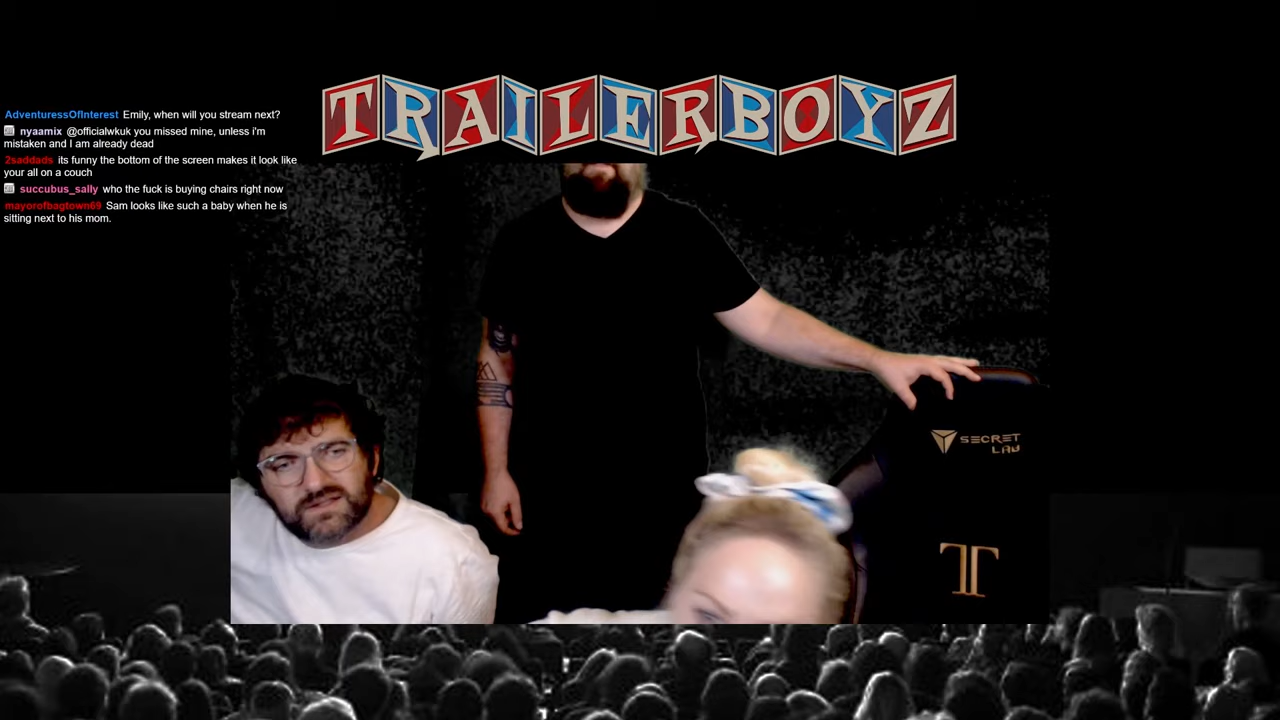 TRAILERBOYZ
AdventuressOfInterest Emily, when will you stream next?
nyaamix @officialwkuk you missed mine, unless i'm
mistaken and I am already dead
2saddads its funny the bottom of the screen makes it look like
your all on a couch
succubus_sally who the fuck is buying chairs right now
mayorofbagtown69 Sam looks like such a baby when he is
sitting next to his mom.
SECRET
LAB